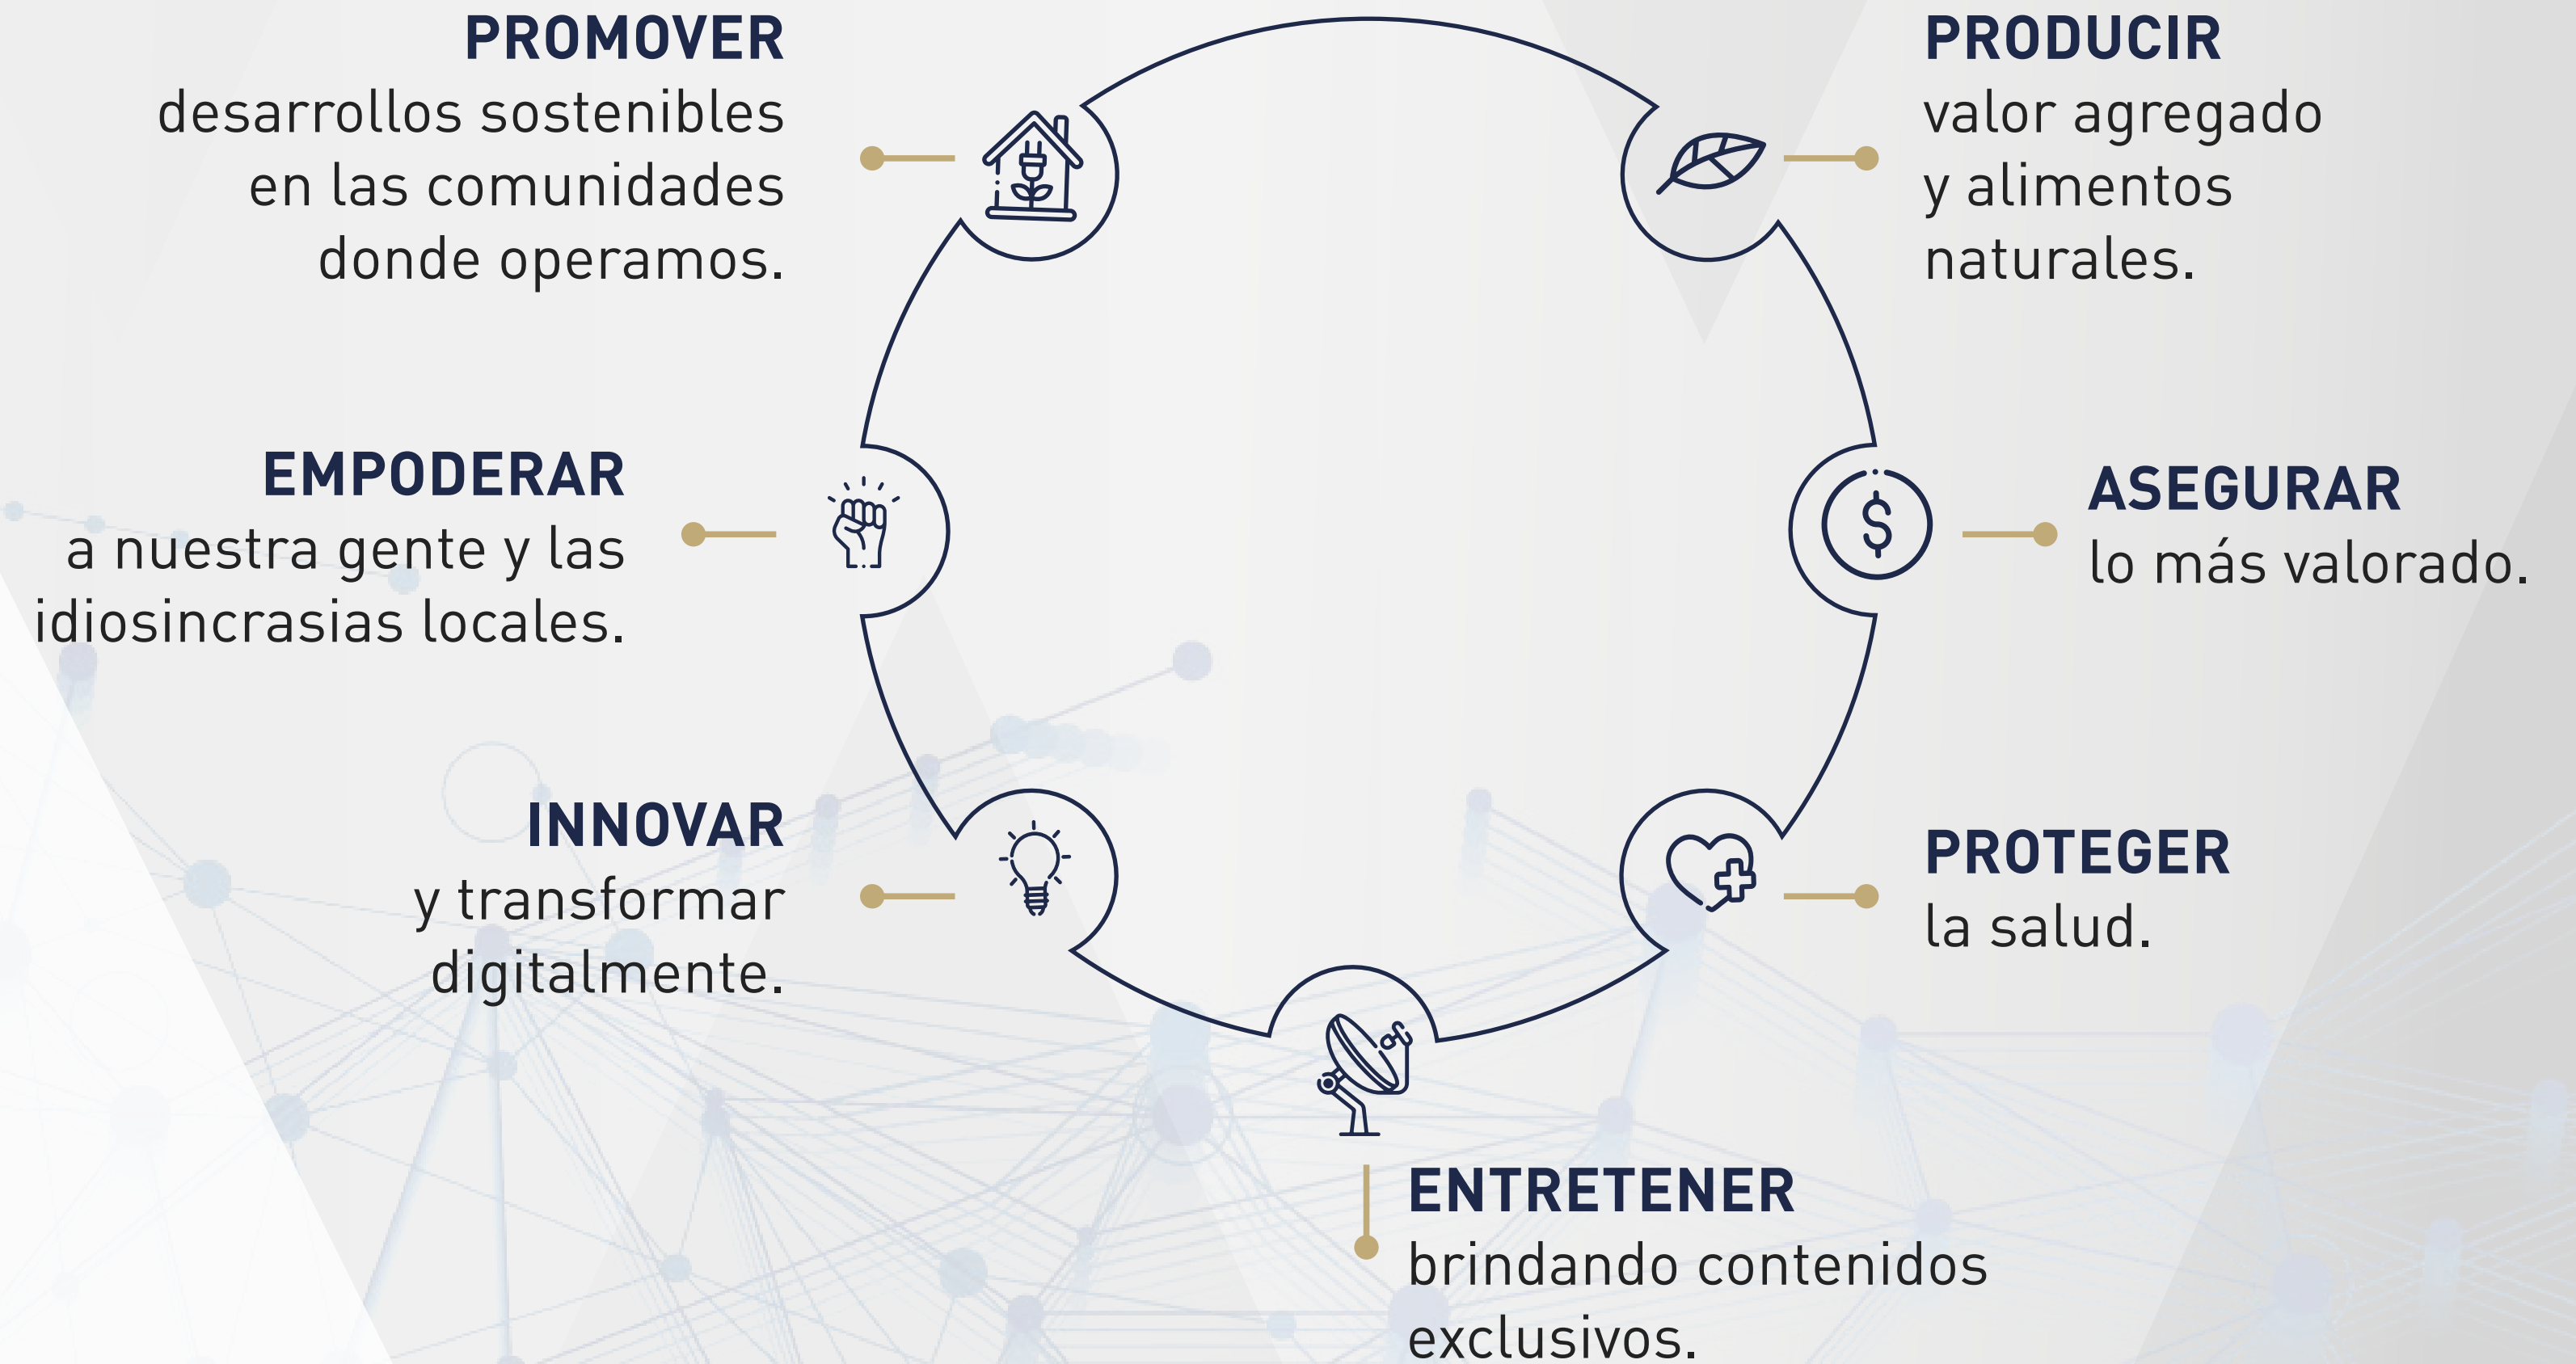 PROMOVER
desarrollos sostenibles
en las comunidades
donde operamos.
PRODUCIR
valor agregado
y alimentos
naturales.
EMPODERAR
a nuestra gente y las
idiosincrasias locales.
ASEGURAR
lo más valorado.
INNOVAR
y transformar
digitalmente.
PROTEGER
la salud.
ENTRETENER
brindando contenidos
exclusivos.